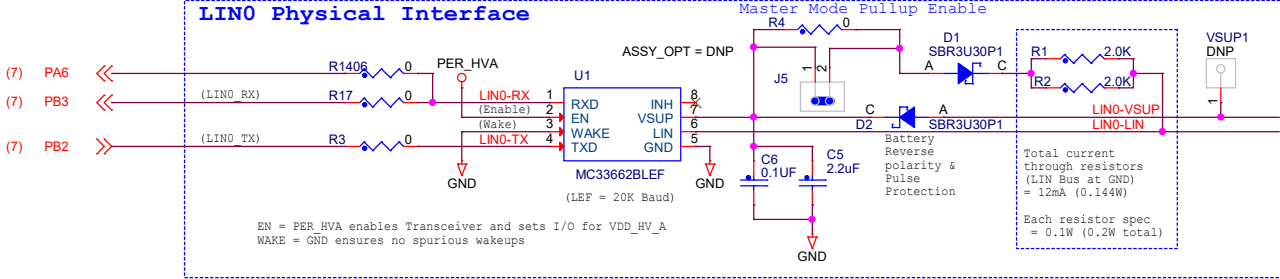 LIN0 Physical Interface
Master Mode Pullup Enable
R4 0
D1
SBR3U30P1
A C
ASSY_OPT = DNP
J5
1 2
R1 2.0K
R2 2.0K
VSUP1
DNP
1
(7) PA6
R1406 0
PER_HVA
(7) PB3
(LIN0_RX)
R17 0
LIN0-RX
(Enable)
(Wake)
(7) PB2
(LIN0_TX)
R3 0
LIN0-TX
GND
U1
1 RXD INH 8
2 EN VSUP 7
3 WAKE LIN 6
4 TXD GND 5
MC33662BLEF
(LEF = 20K Baud)
GND
C A
D2 SBR3U30P1
LIN0-VSUP
LIN0-LIN
Battery
Reverse
polarity &
Pulse
Protection
C6
0.1UF
C5
2.2uF
GND
Total current
through resistors
(LIN Bus at GND)
= 12mA (0.144W)
Each resistor spec
= 0.1W (0.2W total)
EN = PER_HVA enables Transceiver and sets I/O for VDD_HV_A
WAKE = GND ensures no spurious wakeups